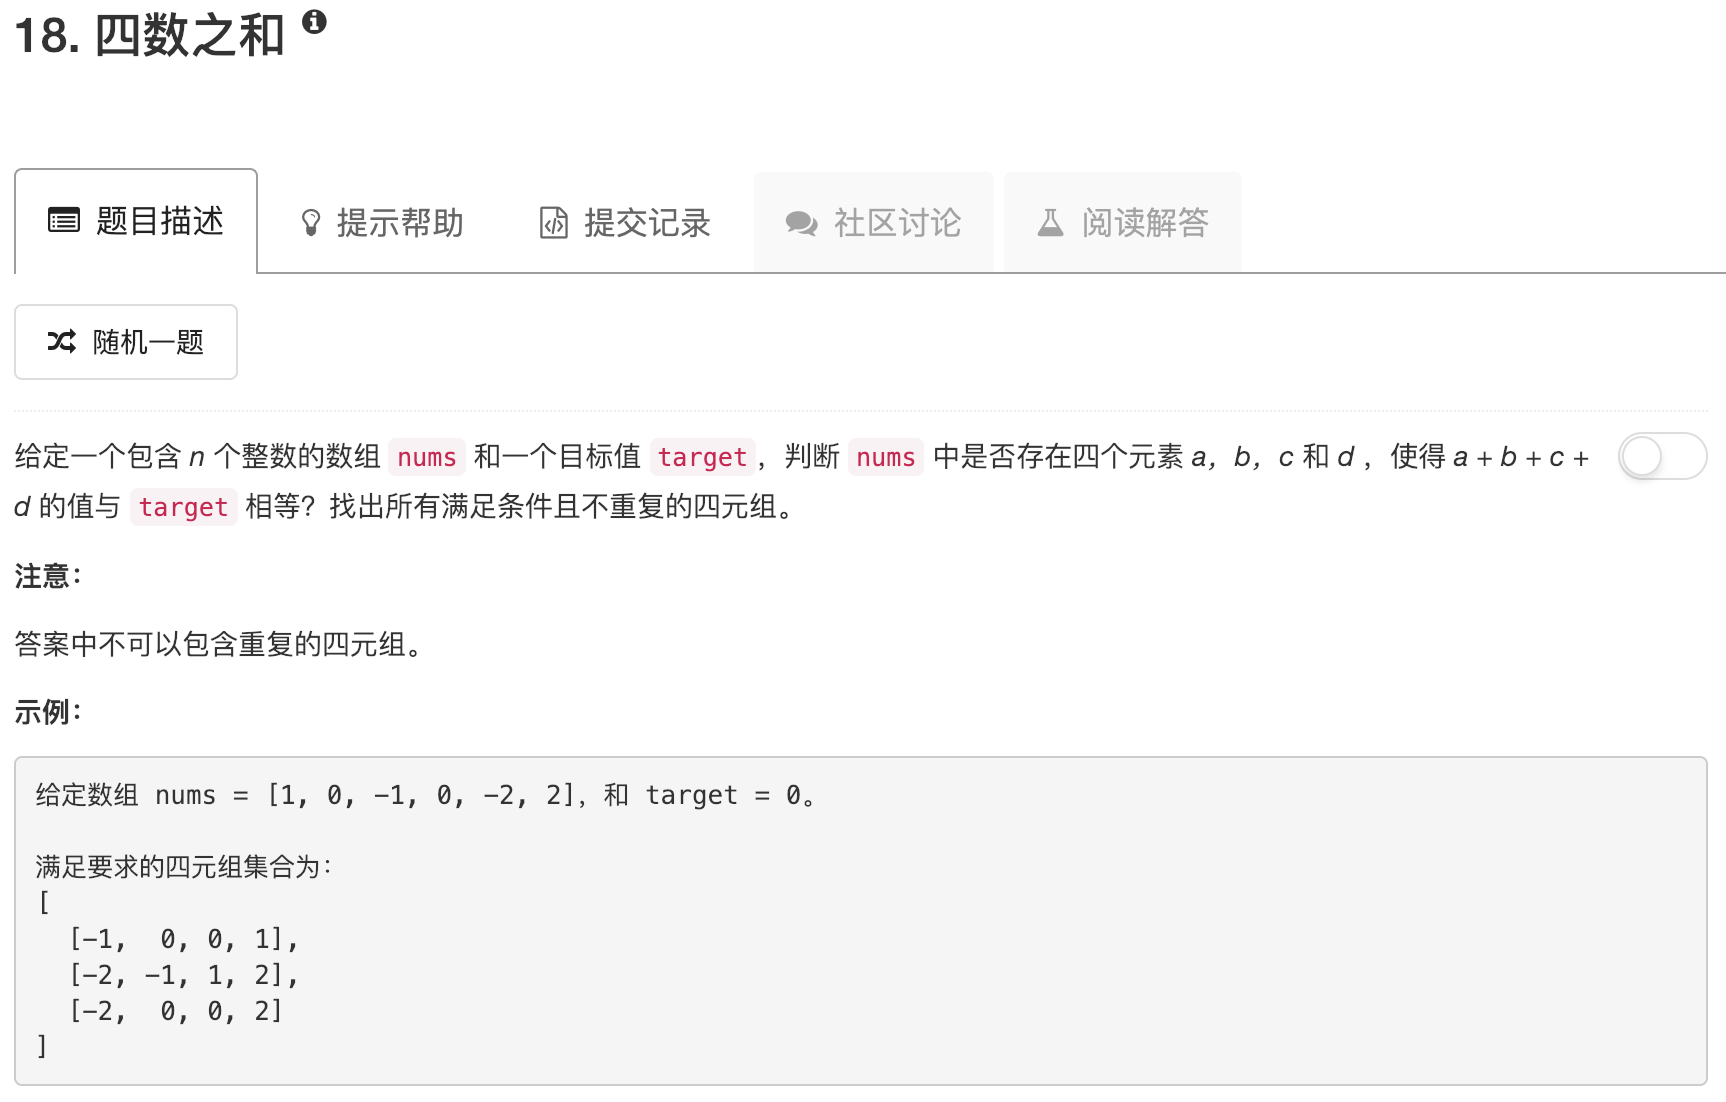 18. 四数之和
题目描述
提示帮助
提交记录
社区讨论
阅读解答
随机一题
给定一个包含 n 个整数的数组 nums 和一个目标值 target，判断 nums 中是否存在四个元素 a，b，c 和 d ，使得 a + b + c +
d 的值与 target 相等？找出所有满足条件且不重复的四元组。
注意：
答案中不可以包含重复的四元组。
示例：
给定数组 nums = [1, 0, -1, 0, -2, 2]，和 target = 0。
满足要求的四元组集合为：
[
  [-1,  0, 0, 1],
  [-2, -1, 1, 2],
  [-2,  0, 0, 2]
]